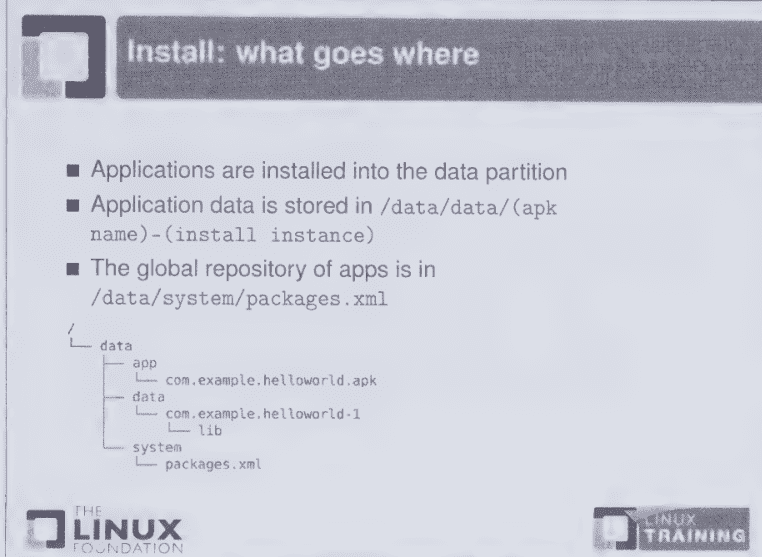 Install: what goes where
■ Applications are installed into the data partition
■ Application data is stored in /data/data/(apk
name)-(install instance)
■ The global repository of apps is in
/data/system/packages.xml
/
└── data
├── app
└── com.example.helloworld.apk
├── data
└── com.example.helloworld-1
└── lib
└── system
└── packages.xml
THE
LINUX
FOUNDATION
LINUX
TRAINING